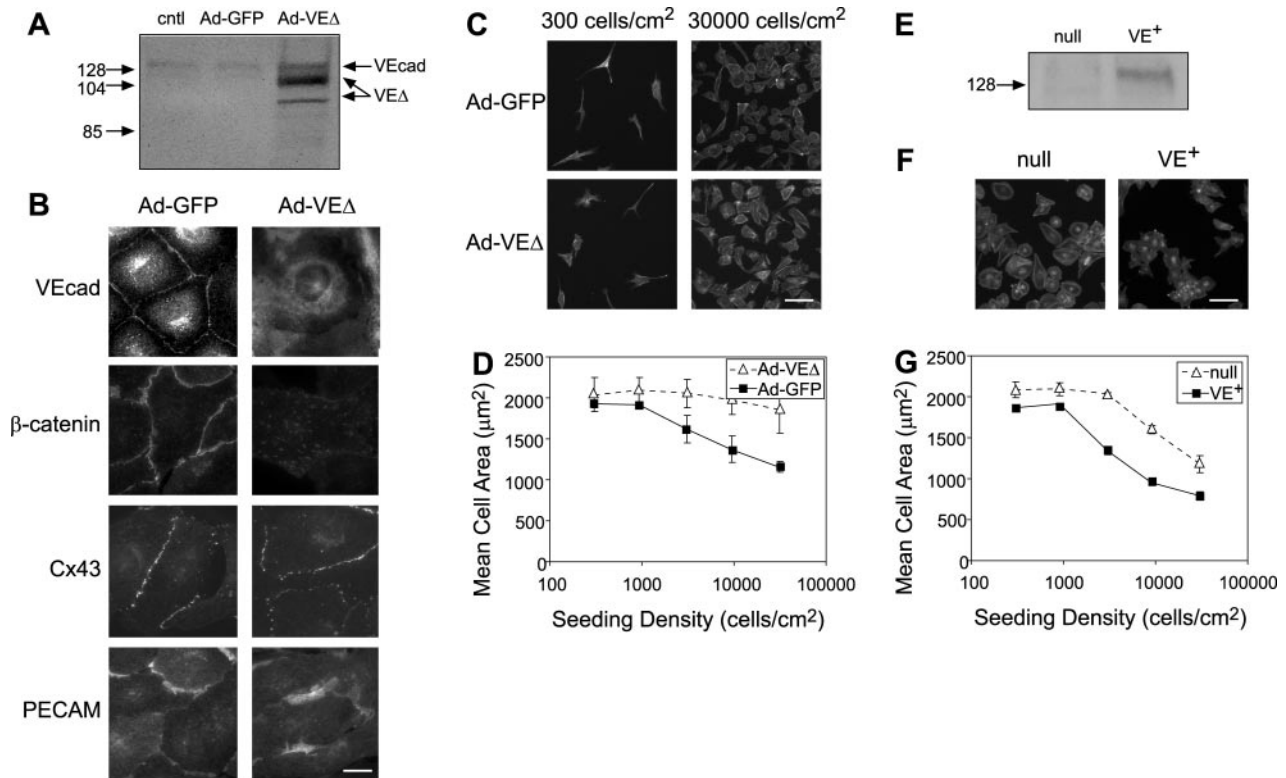 A
cntl Ad-GFP Ad-VEΔ
128
104
85
VEcad
VEΔ
B
Ad-GFP Ad-VEΔ
VEcad
β-catenin
Cx43
PECAM
C
300 cells/cm² 30000 cells/cm²
Ad-GFP
Ad-VEΔ
D
2500
2000
1500
1000
500
0
Mean Cell Area (μm²)
Ad-VEΔ
Ad-GFP
100 1000 10000 100000
Seeding Density (cells/cm²)
E
null VE⁺
128
F
null VE⁺
G
2500
2000
1500
1000
500
0
Mean Cell Area (μm²)
null
VE⁺
100 1000 10000 100000
Seeding Density (cells/cm²)